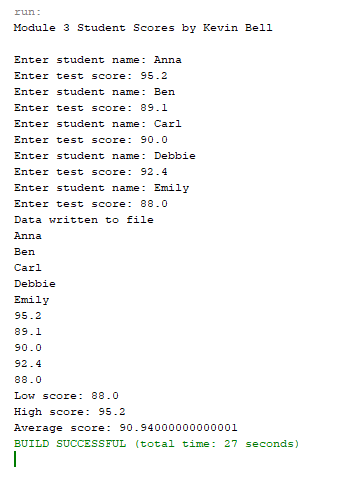 run:
Module 3 Student Scores by Kevin Bell
Enter student name: Anna
Enter test score: 95.2
Enter student name: Ben
Enter test score: 89.1
Enter student name: Carl
Enter test score: 90.0
Enter student name: Debbie
Enter test score: 92.4
Enter student name: Emily
Enter test score: 88.0
Data written to file
Anna
Ben
Carl
Debbie
Emily
95.2
89.1
90.0
92.4
88.0
Low score: 88.0
High score: 95.2
Average score: 90.94000000000001
BUILD SUCCESSFUL (total time: 27 seconds)